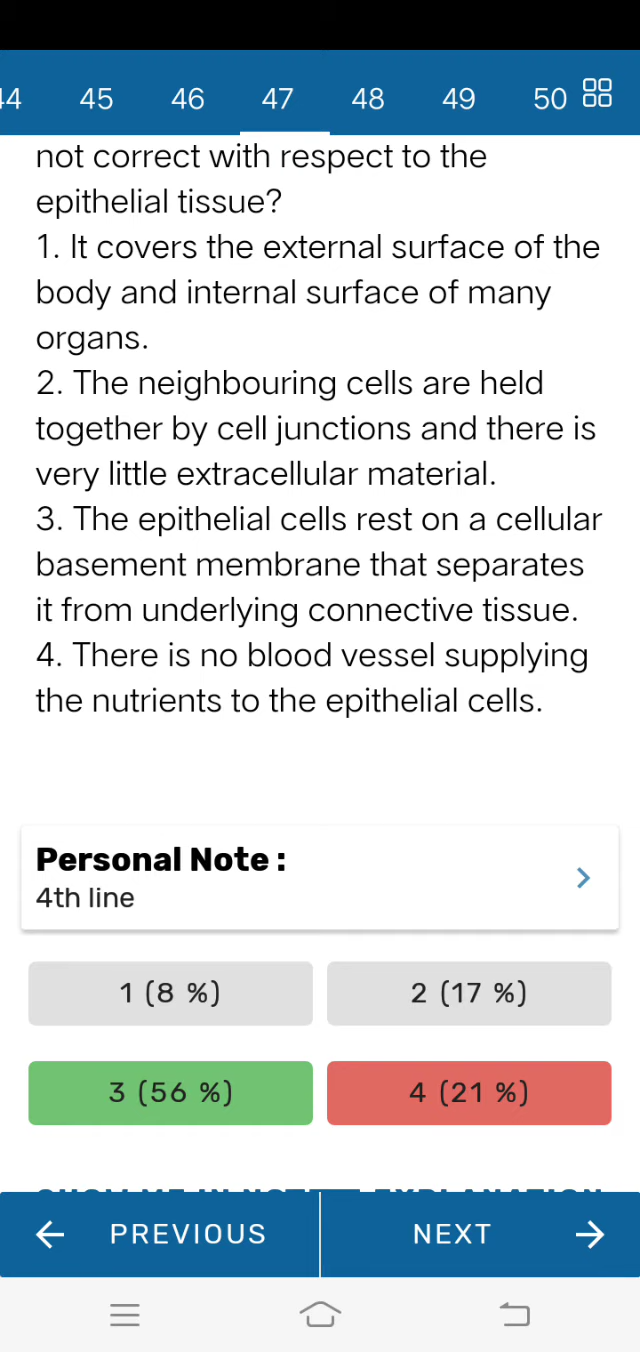 45 46 47 48 49 50
not correct with respect to the
epithelial tissue?
1. It covers the external surface of the
body and internal surface of many
organs.
2. The neighbouring cells are held
together by cell junctions and there is
very little extracellular material.
3. The epithelial cells rest on a cellular
basement membrane that separates
it from underlying connective tissue.
4. There is no blood vessel supplying
the nutrients to the epithelial cells.
Personal Note :
4th line
1 (8 %) 2 (17 %)
3 (56 %) 4 (21 %)
PREVIOUS NEXT